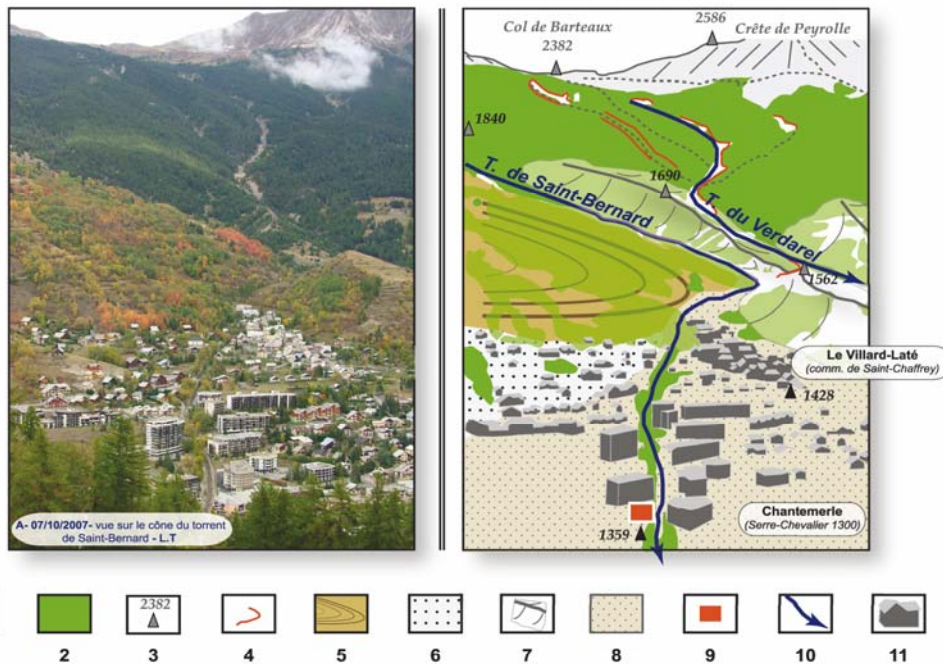 Col de Barteaux
2382
2586
Crête de Peyrolle
1840
T. de Saint-Bernard
1690
T. du Verdarel
1562
Le Villard-Laté
(comm. de Saint-Chaffrey)
1428
Chantemerle
(Serre-Chevalier 1300)
1359
A- 07/10/2007- vue sur le cône du torrent
de Saint-Bernard - L.T
2382
2 3 4 5 6 7 8 9 10 11